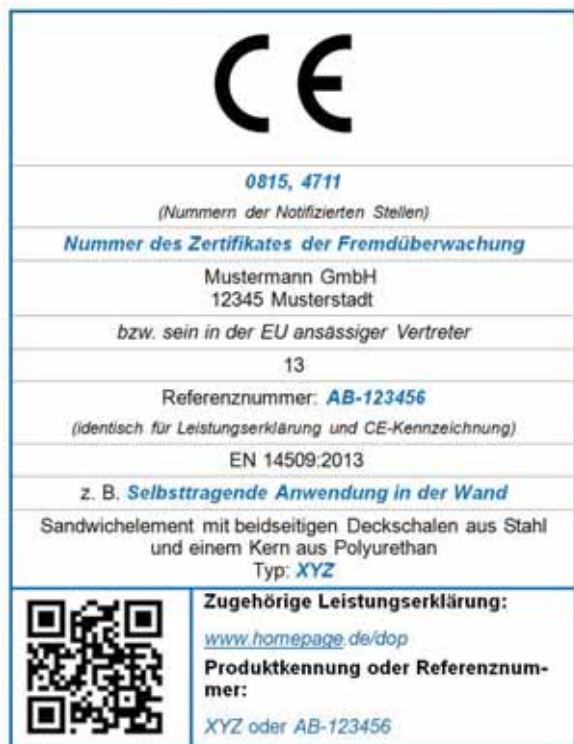 CE
0815, 4711
(Nummern der Notifizierten Stellen)
Nummer des Zertifikates der Fremdüberwachung
Mustermann GmbH
12345 Musterstadt
bzw. sein in der EU ansässiger Vertreter
13
Referenznummer: AB-123456
(identisch für Leistungserklärung und CE-Kennzeichnung)
EN 14509:2013
z. B. Selbsttragende Anwendung in der Wand
Sandwichelement mit beidseitigen Deckschalen aus Stahl
und einem Kern aus Polyurethan
Typ: XYZ
Zugehörige Leistungserklärung:
www.homepage.de/dop
Produktkennung oder Referenznum-
mer:
XYZ oder AB-123456